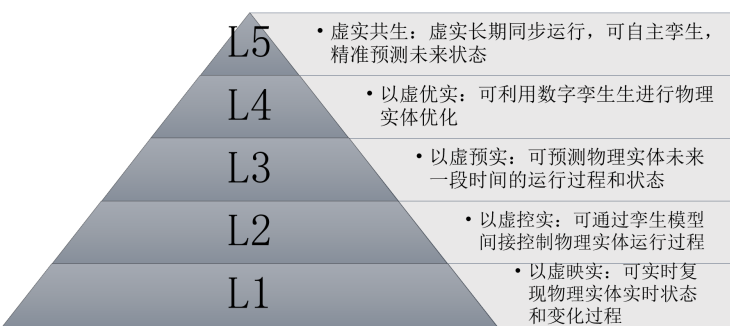 L5
• 虚实共生：虚实长期同步运行，可自主孪生，
精准预测未来状态
L4
• 以虚优实：可利用数字孪生生进行物理
实体优化
L3
• 以虚预实：可预测物理实体未来
一段时间的运行过程和状态
L2
• 以虚控实：可通过孪生模型
间接控制物理实体运行过程
L1
• 以虚映实：可实时复
现物理实体实时状态
和变化过程